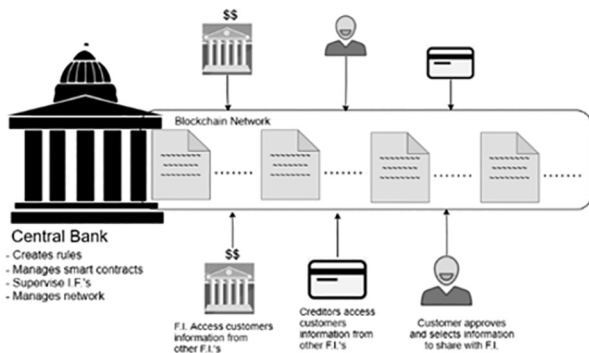 $$
Blockchain Network
Central Bank
- Creates rules
- Manages smart contracts
- Supervise I.F.'s
- Manages network
$$
F.I. Access customers
information from
other F.I.'s
Creditors access
customers
information from
other F.I.'s
Customer approves
and selects information
to share with F.I.